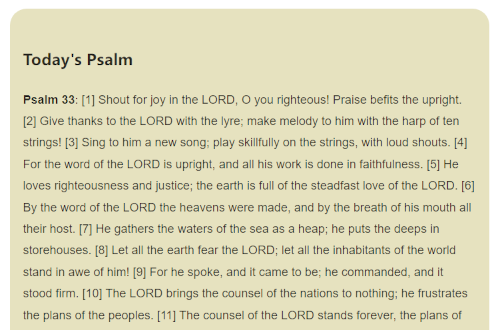 Today's Psalm
Psalm 33: [1] Shout for joy in the LORD, O you righteous! Praise befits the upright.
[2] Give thanks to the LORD with the lyre; make melody to him with the harp of ten
strings! [3] Sing to him a new song; play skillfully on the strings, with loud shouts. [4]
For the word of the LORD is upright, and all his work is done in faithfulness. [5] He
loves righteousness and justice; the earth is full of the steadfast love of the LORD. [6]
By the word of the LORD the heavens were made, and by the breath of his mouth all
their host. [7] He gathers the waters of the sea as a heap; he puts the deeps in
storehouses. [8] Let all the earth fear the LORD; let all the inhabitants of the world
stand in awe of him! [9] For he spoke, and it came to be; he commanded, and it
stood firm. [10] The LORD brings the counsel of the nations to nothing; he frustrates
the plans of the peoples. [11] The counsel of the LORD stands forever, the plans of